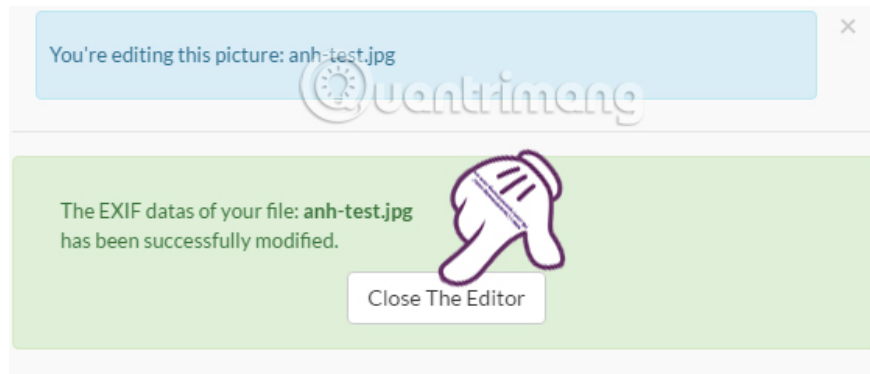 You're editing this picture: anh-test.jpg
×
Quantrimang
The EXIF datas of your file: anh-test.jpg
has been successfully modified.
Close The Editor